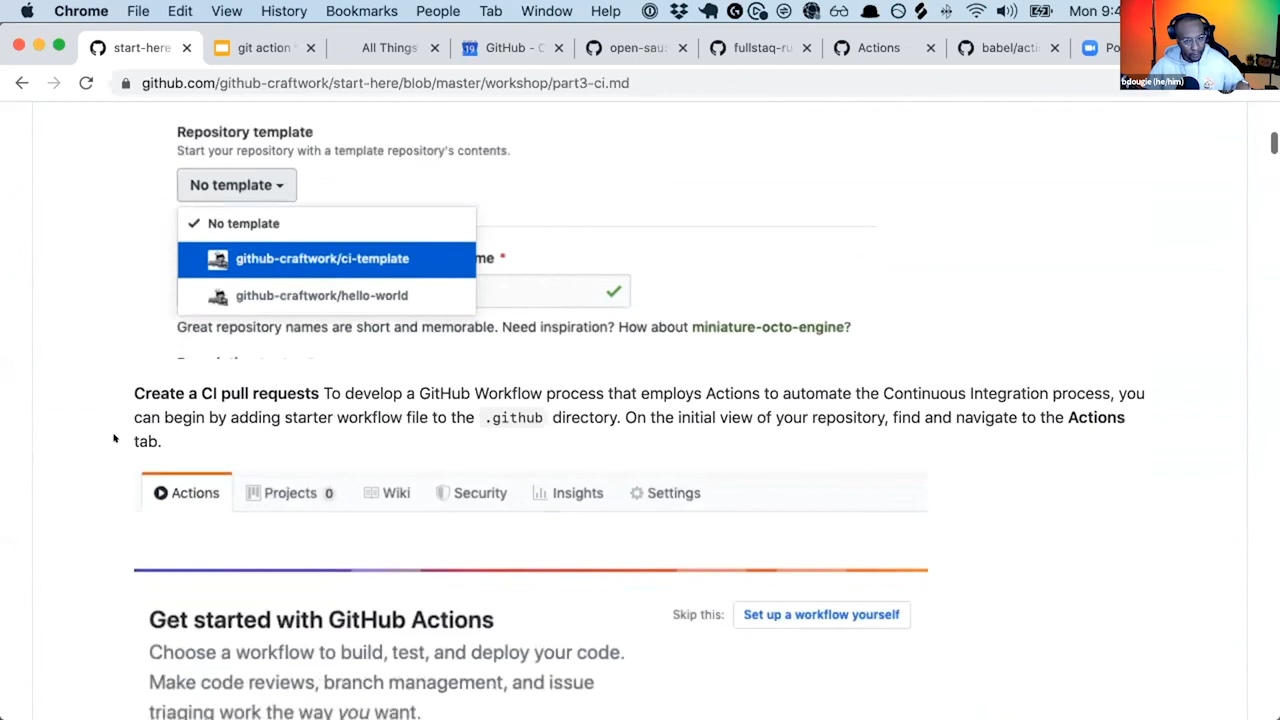 Chrome File Edit View History Bookmarks People Tab Window Help Mon 9:4
start-here git action All Things GitHub - C open-sau fullstaq-ru Actions babel/acti Po
bdougie (he/him)
github.com/github-craftwork/start-here/blob/master/workshop/part3-ci.md
Repository template
Start your repository with a template repository's contents.
No template
No template
github-craftwork/ci-template
me *
github-craftwork/hello-world
Great repository names are short and memorable. Need inspiration? How about miniature-octo-engine?
Create a CI pull requests To develop a GitHub Workflow process that employs Actions to automate the Continuous Integration process, you
can begin by adding starter workflow file to the .github directory. On the initial view of your repository, find and navigate to the Actions
tab.
Actions Projects 0 Wiki Security Insights Settings
Get started with GitHub Actions
Skip this: Set up a workflow yourself
Choose a workflow to build, test, and deploy your code.
Make code reviews, branch management, and issue
triaging work the way you want.